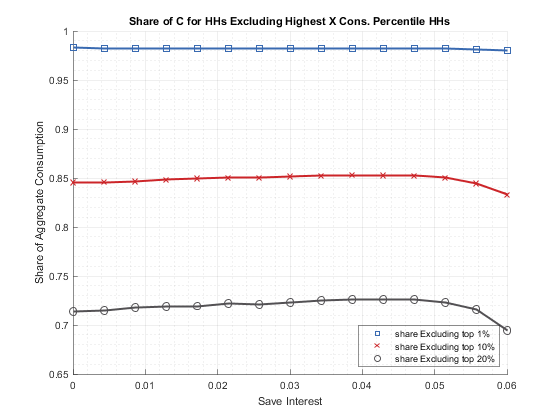 Share of C for HHs Excluding Highest X Cons. Percentile HHs
1
0.95
0.9
0.85
0.8
0.75
0.7
0.65
Share of Aggregate Consumption
share Excluding top 1%
share Excluding top 10%
share Excluding top 20%
0 0.01 0.02 0.03 0.04 0.05 0.06
Save Interest